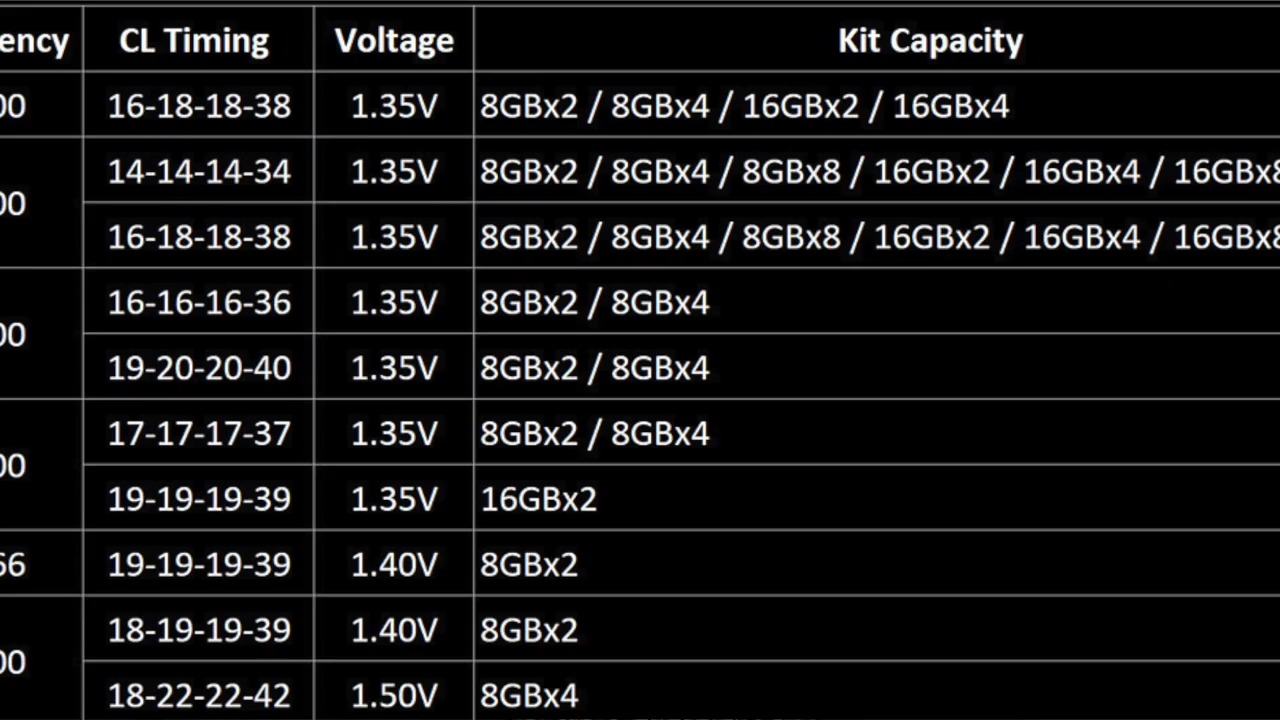 ency CL Timing Voltage Kit Capacity
00 16-18-18-38 1.35V 8GBx2 / 8GBx4 / 16GBx2 / 16GBx4
14-14-14-34 1.35V 8GBx2 / 8GBx4 / 8GBx8 / 16GBx2 / 16GBx4 / 16GBx8
00
16-18-18-38 1.35V 8GBx2 / 8GBx4 / 8GBx8 / 16GBx2 / 16GBx4 / 16GBx8
16-16-16-36 1.35V 8GBx2 / 8GBx4
00
19-20-20-40 1.35V 8GBx2 / 8GBx4
17-17-17-37 1.35V 8GBx2 / 8GBx4
00
19-19-19-39 1.35V 16GBx2
66 19-19-19-39 1.40V 8GBx2
18-19-19-39 1.40V 8GBx2
00
18-22-22-42 1.50V 8GBx4